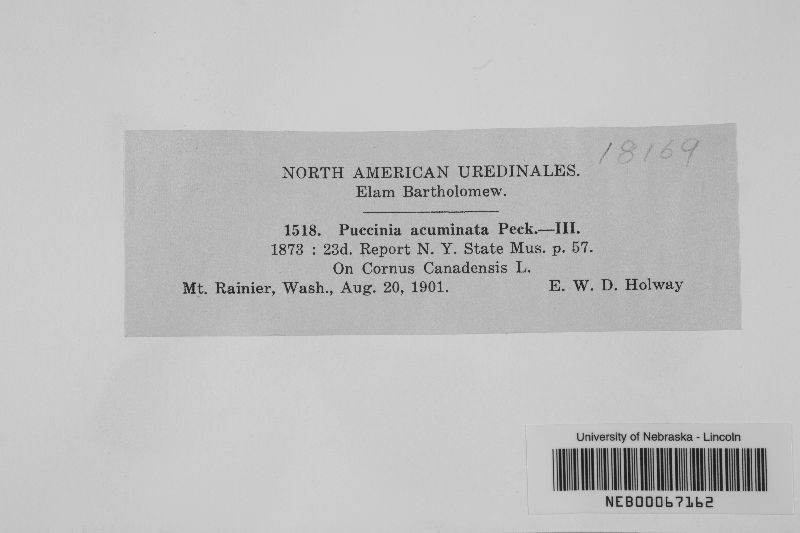 18169
NORTH AMERICAN UREDINALES.
Elam Bartholomew.
1518. Puccinia acuminata Peck.—III.
1873 : 23d. Report N. Y. State Mus. p. 57.
On Cornus Canadensis L.
Mt. Rainier, Wash., Aug. 20, 1901. E. W. D. Holway
University of Nebraska - Lincoln
NEB00067162